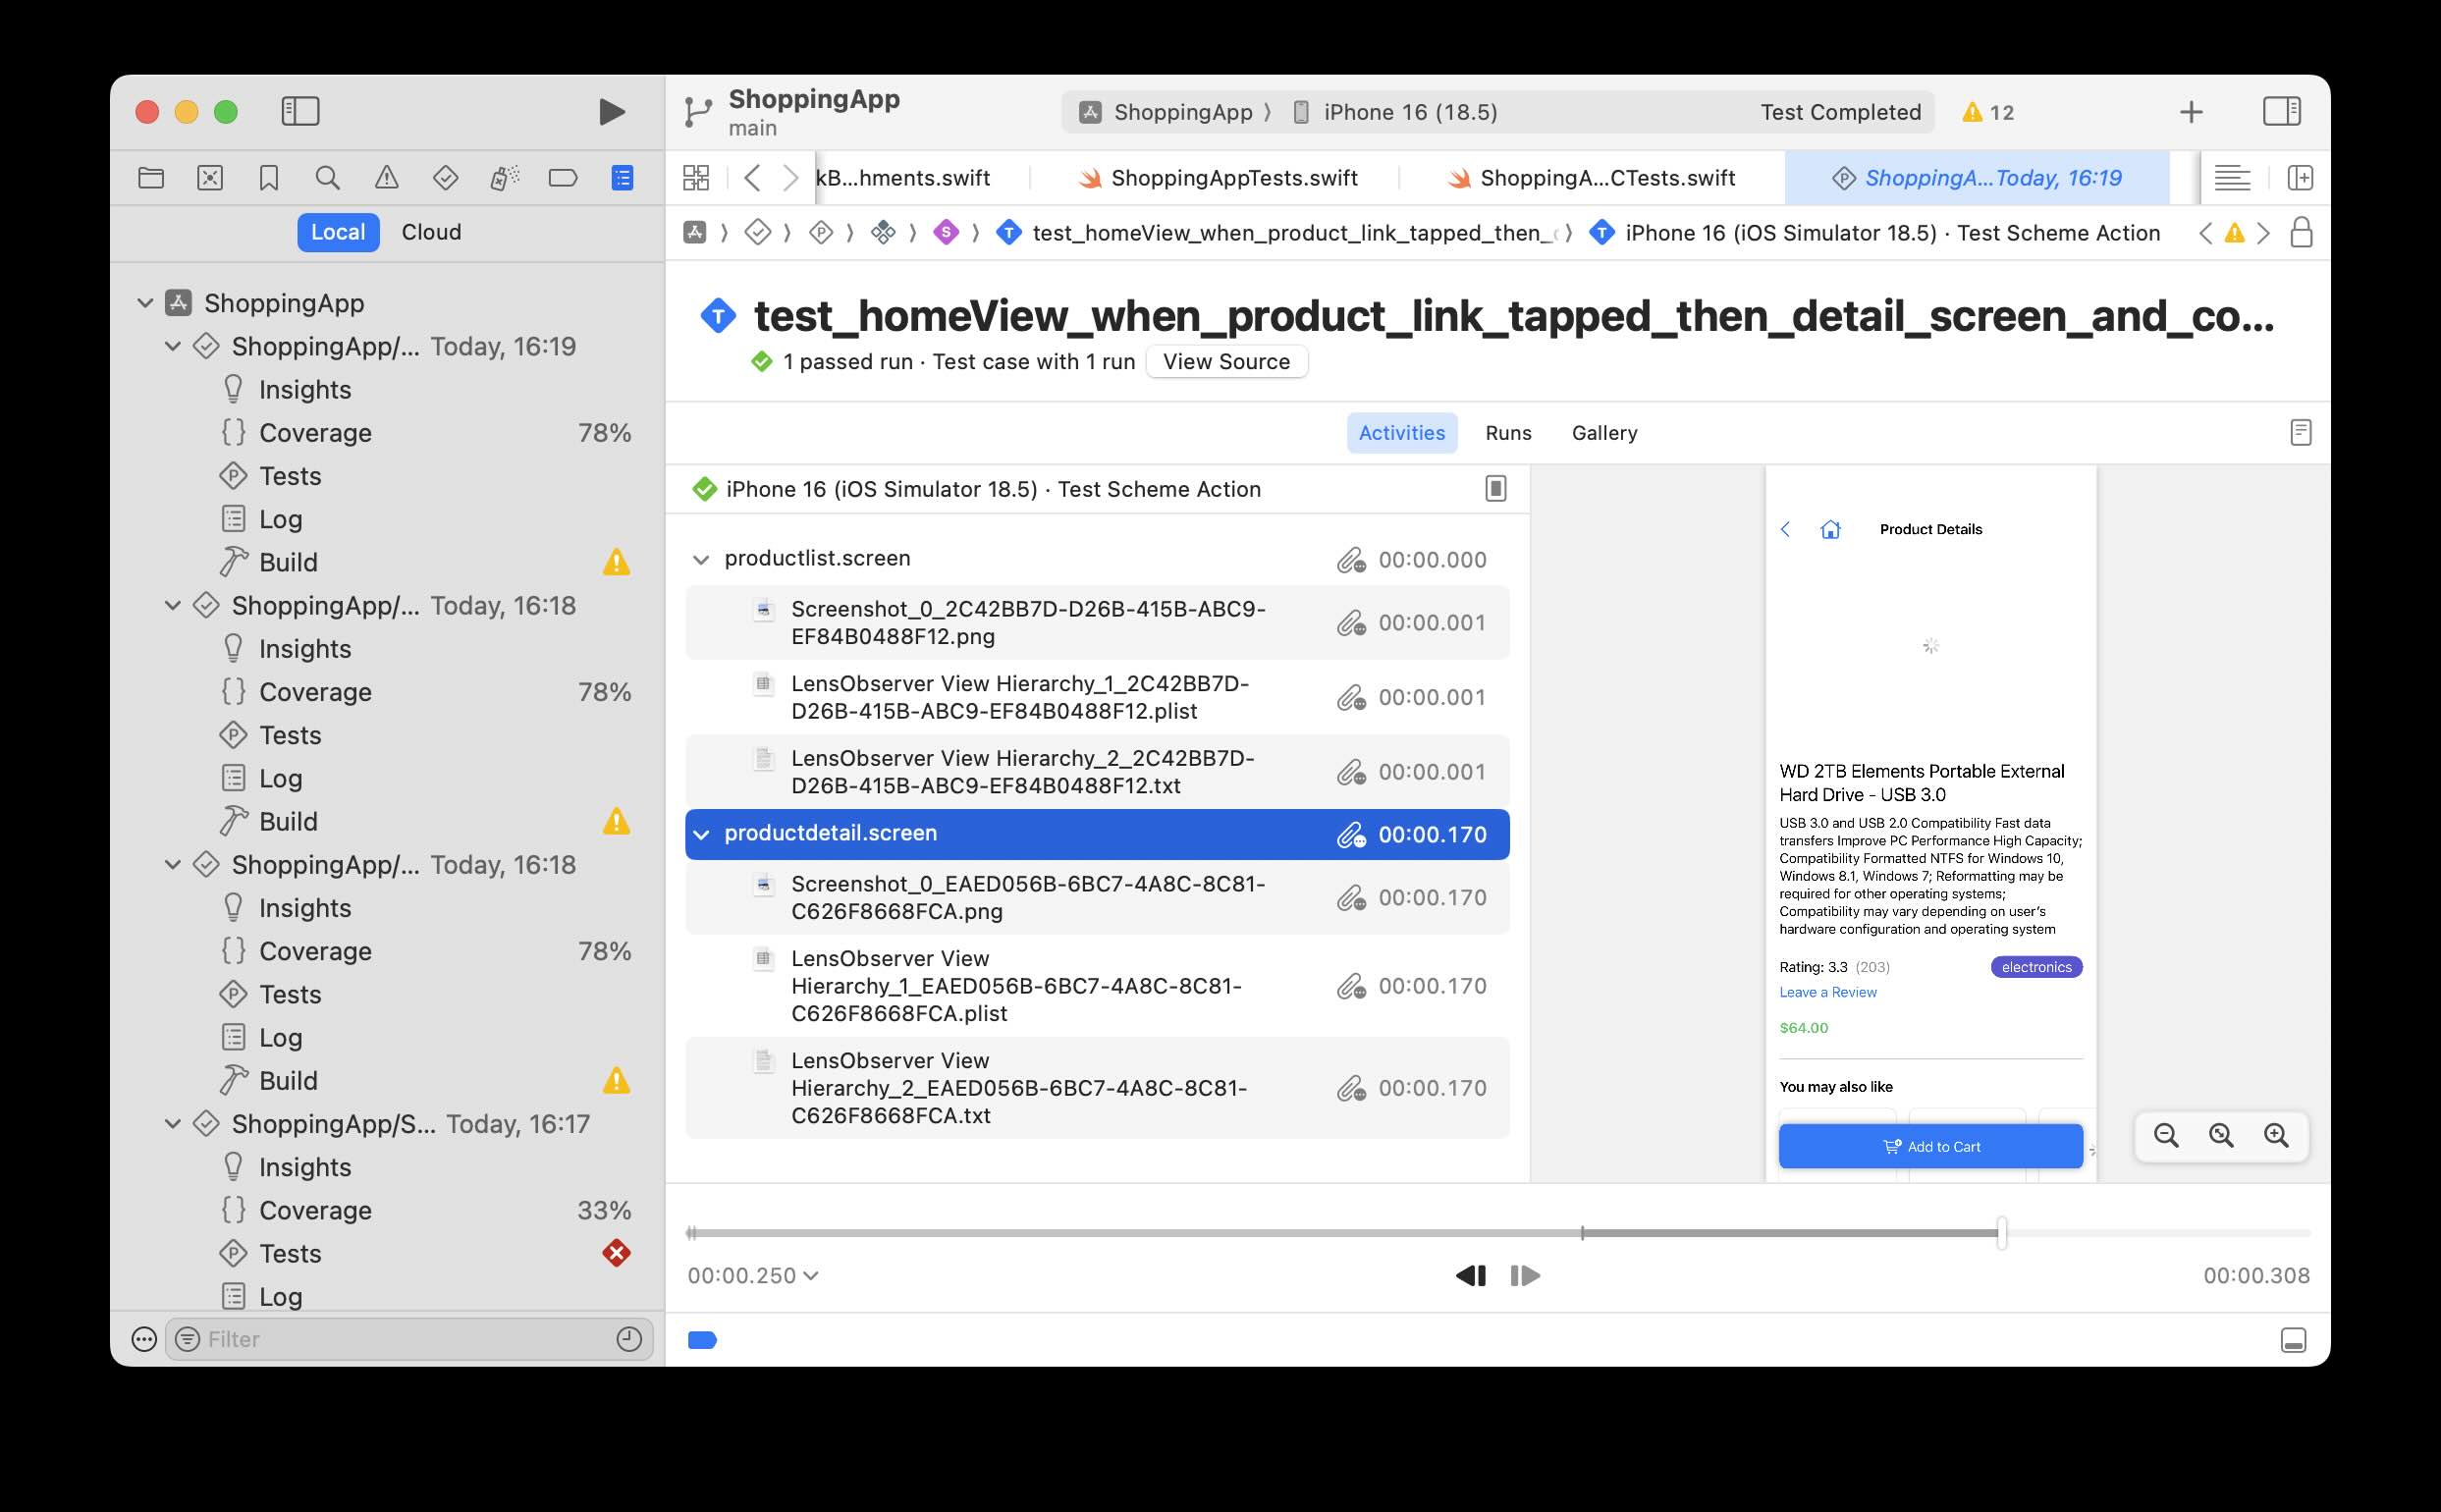 ShoppingApp
main
ShoppingApp
iPhone 16 (18.5)
Test Completed
12
kB...hments.swift
ShoppingAppTests.swift
ShoppingA...CTests.swift
ShoppingA...Today, 16:19
Local
Cloud
S
T
test_homeView_when_product_link_tapped_then_
T
iPhone 16 (iOS Simulator 18.5) · Test Scheme Action
ShoppingApp
ShoppingApp/... Today, 16:19
Insights
Coverage 78%
Tests
Log
Build
ShoppingApp/... Today, 16:18
Insights
Coverage 78%
Tests
Log
Build
ShoppingApp/... Today, 16:18
Insights
Coverage 78%
Tests
Log
Build
ShoppingApp/S... Today, 16:17
Insights
Coverage 33%
Tests
Log
Filter
T
test_homeView_when_product_link_tapped_then_detail_screen_and_co...
1 passed run · Test case with 1 run
View Source
Activities
Runs
Gallery
iPhone 16 (iOS Simulator 18.5) · Test Scheme Action
productlist.screen 00:00.000
Screenshot_0_2C42BB7D-D26B-415B-ABC9-
EF84B0488F12.png
00:00.001
LensObserver View Hierarchy_1_2C42BB7D-
D26B-415B-ABC9-EF84B0488F12.plist
00:00.001
LensObserver View Hierarchy_2_2C42BB7D-
D26B-415B-ABC9-EF84B0488F12.txt
00:00.001
productdetail.screen 00:00.170
Screenshot_0_EAED056B-6BC7-4A8C-8C81-
C626F8668FCA.png
00:00.170
LensObserver View
Hierarchy_1_EAED056B-6BC7-4A8C-8C81-
C626F8668FCA.plist
00:00.170
LensObserver View
Hierarchy_2_EAED056B-6BC7-4A8C-8C81-
C626F8668FCA.txt
00:00.170
Product Details
WD 2TB Elements Portable External
Hard Drive - USB 3.0
USB 3.0 and USB 2.0 Compatibility Fast data
transfers Improve PC Performance High Capacity;
Compatibility Formatted NTFS for Windows 10,
Windows 8.1, Windows 7; Reformatting may be
required for other operating systems;
Compatibility may vary depending on user's
hardware configuration and operating system
Rating: 3.3 (203)
electronics
Leave a Review
$64.00
You may also like
Add to Cart
00:00.250
00:00.308